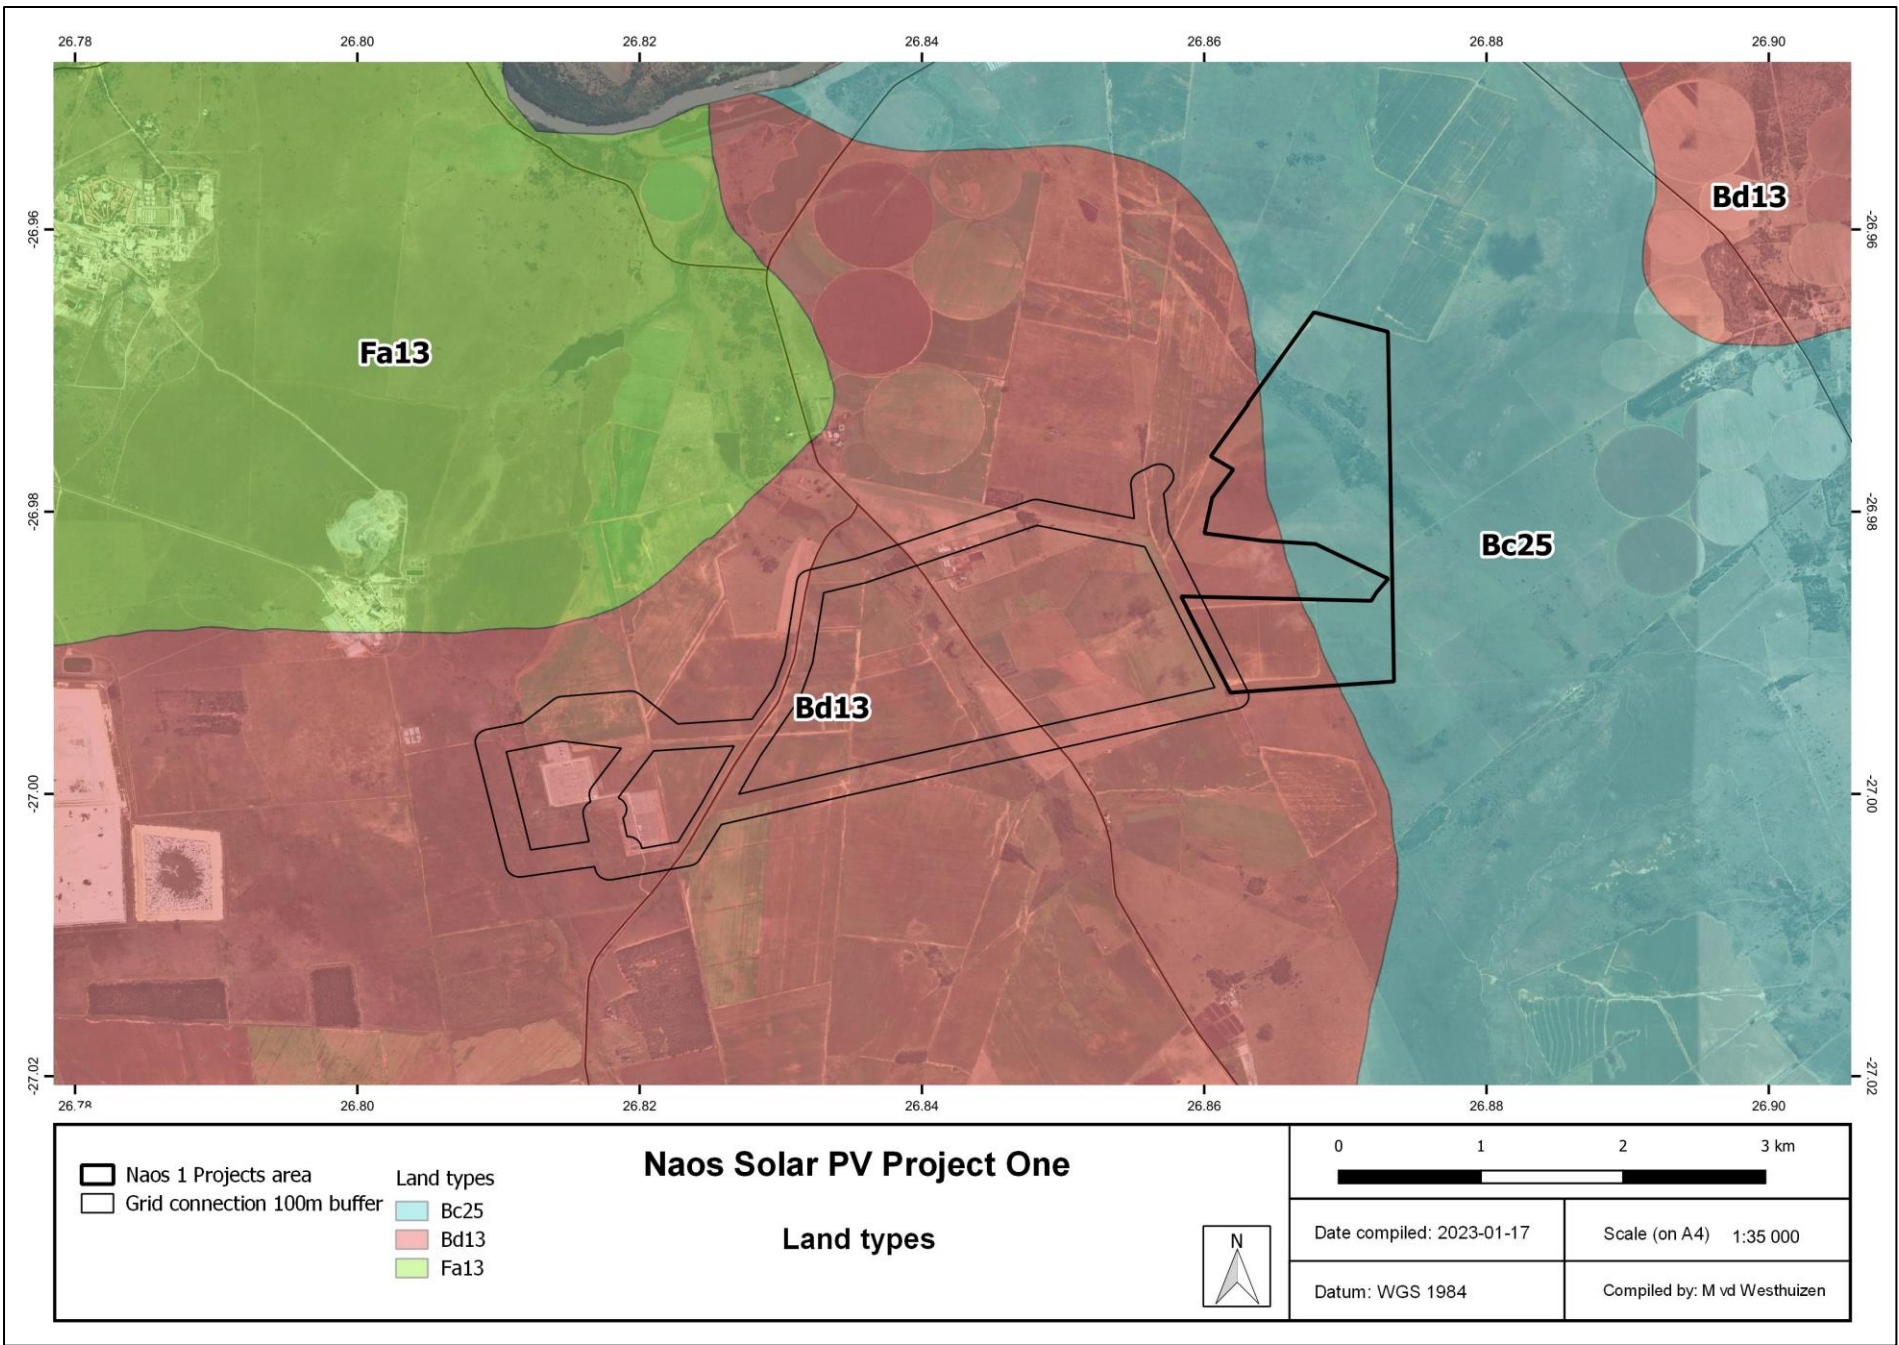 26.78 26.80 26.82 26.84 26.86 26.88 26.90
-26.96 -26.96
Bd13
Fa13
-26.98 -26.98
Bc25
Bd13
-27.00 -27.00
-27.02 -27.02
26.78 26.80 26.82 26.84 26.86 26.88 26.90
Naos 1 Projects area
Grid connection 100m buffer
Land types
Bc25
Bd13
Fa13
Naos Solar PV Project One
Land types
N
0 1 2 3 km
Date compiled: 2023-01-17
Scale (on A4) 1:35 000
Datum: WGS 1984
Compiled by: M vd Westhuizen